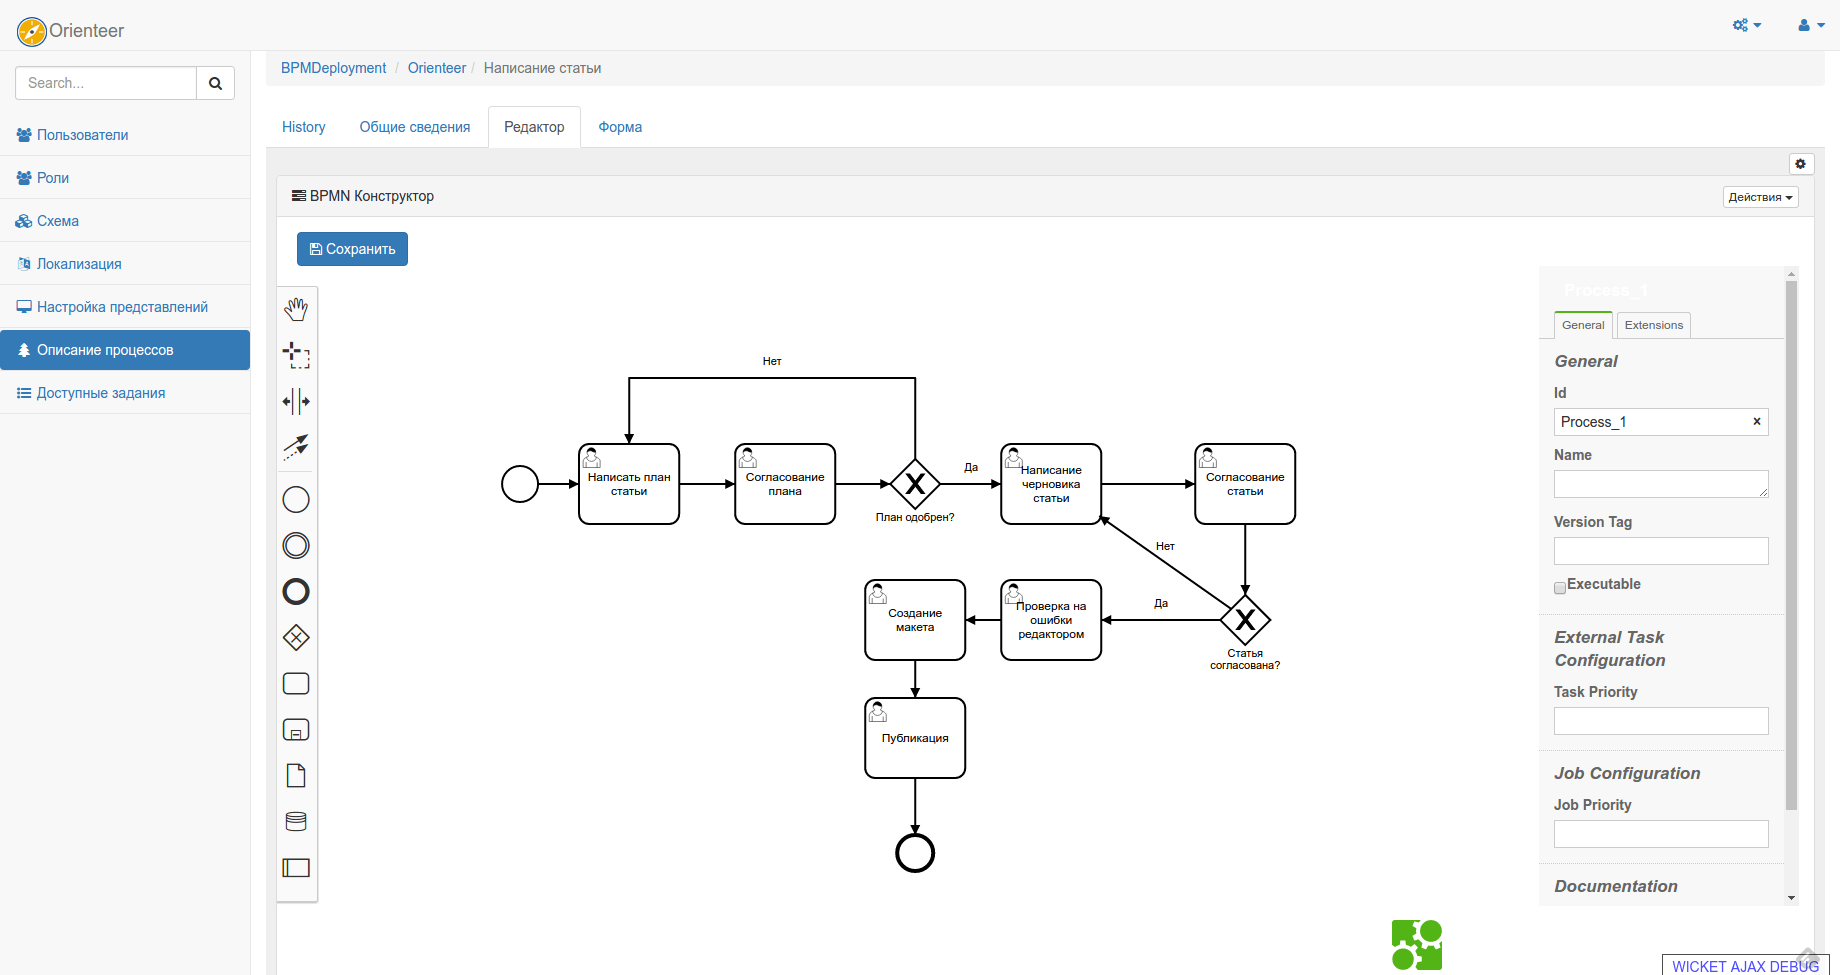 Orienteer
Search...
Пользователи
Роли
Схема
Локализация
Настройка представлений
Описание процессов
Доступные задания
BPMDeployment / Orienteer / Написание статьи
History
Общие сведения
Редактор
Форма
BPMN Конструктор
Действия
Сохранить
Нет
Написать план
статьи
Согласование
плана
План одобрен?
Да
Написание
черновика
статьи
Согласование
статьи
Нет
Создание
макета
Проверка на
ошибки
редактором
Да
Статья
согласована?
Публикация
Process_1
General
Extensions
General
Id
Process_1
Name
Version Tag
Executable
External Task
Configuration
Task Priority
Job Configuration
Job Priority
Documentation
WICKET AJAX DEBUG